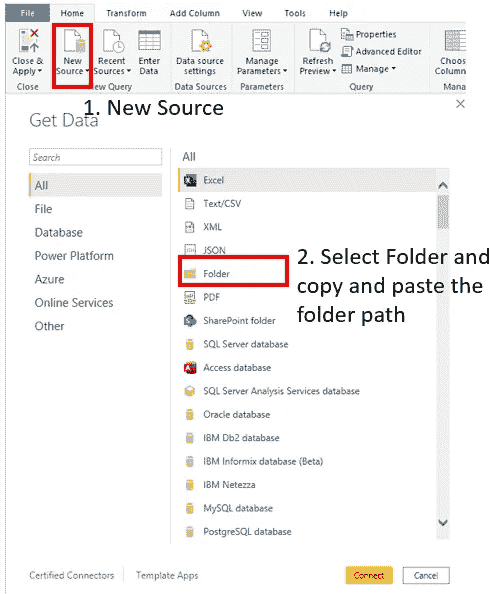 File Home Transform Add Column View Tools Help
Close & Apply New Source Recent Sources Enter Data Data source settings Manage Parameters Refresh Preview Properties Advanced Editor Manage Choos Column
Close New Query Data Sources Parameters Query Mana
1. New Source
Get Data
Search
All
File
Database
Power Platform
Azure
Online Services
Other
All
Excel
Text/CSV
XML
JSON
Folder
PDF
SharePoint folder
SQL Server database
Access database
SQL Server Analysis Services database
Oracle database
IBM Db2 database
IBM Informix database (Beta)
IBM Netezza
MySQL database
PostgreSQL database
2. Select Folder and
copy and paste the
folder path
Certified Connectors Template Apps Connect Cancel